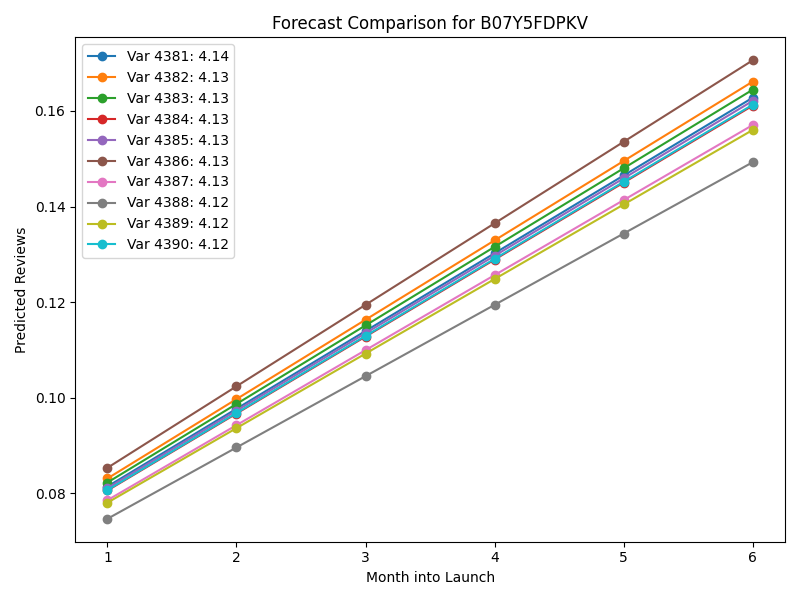 Forecast Comparison for B07Y5FDPKV
Var 4381: 4.14
Var 4382: 4.13
Var 4383: 4.13
Var 4384: 4.13
Var 4385: 4.13
Var 4386: 4.13
Var 4387: 4.13
Var 4388: 4.12
Var 4389: 4.12
Var 4390: 4.12
Predicted Reviews
0.16
0.14
0.12
0.10
0.08
1 2 3 4 5 6
Month into Launch